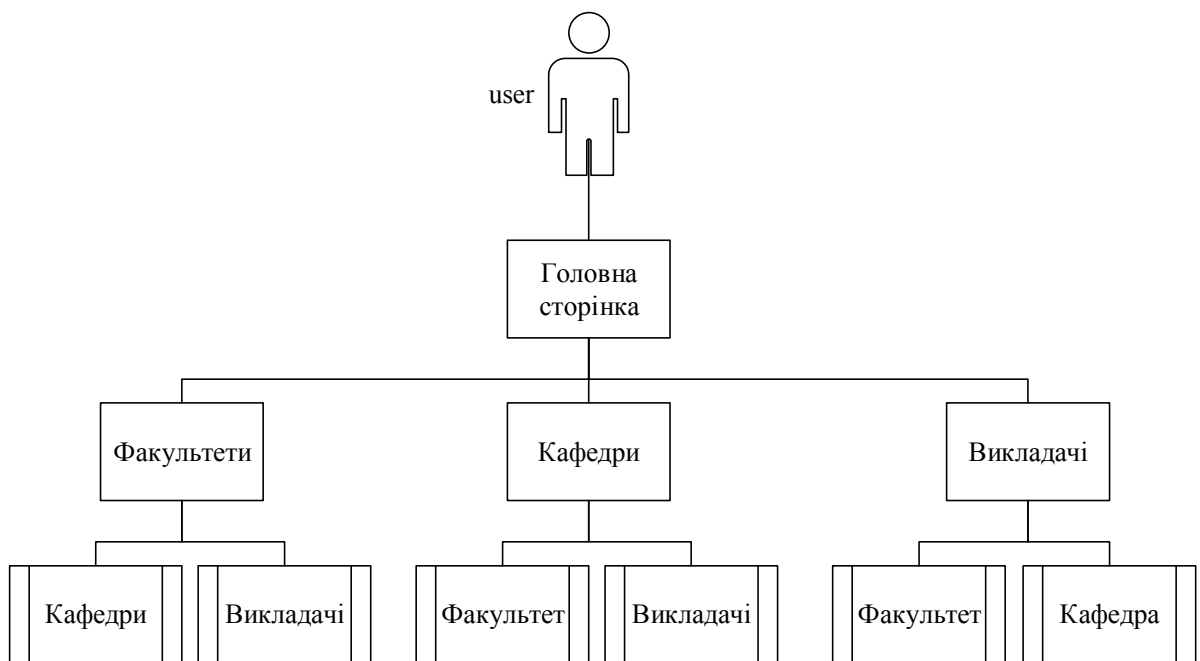 user
Головна
сторінка
Факультети
Кафедри
Викладачі
Кафедри
Викладачі
Факультет
Викладачі
Факультет
Кафедра